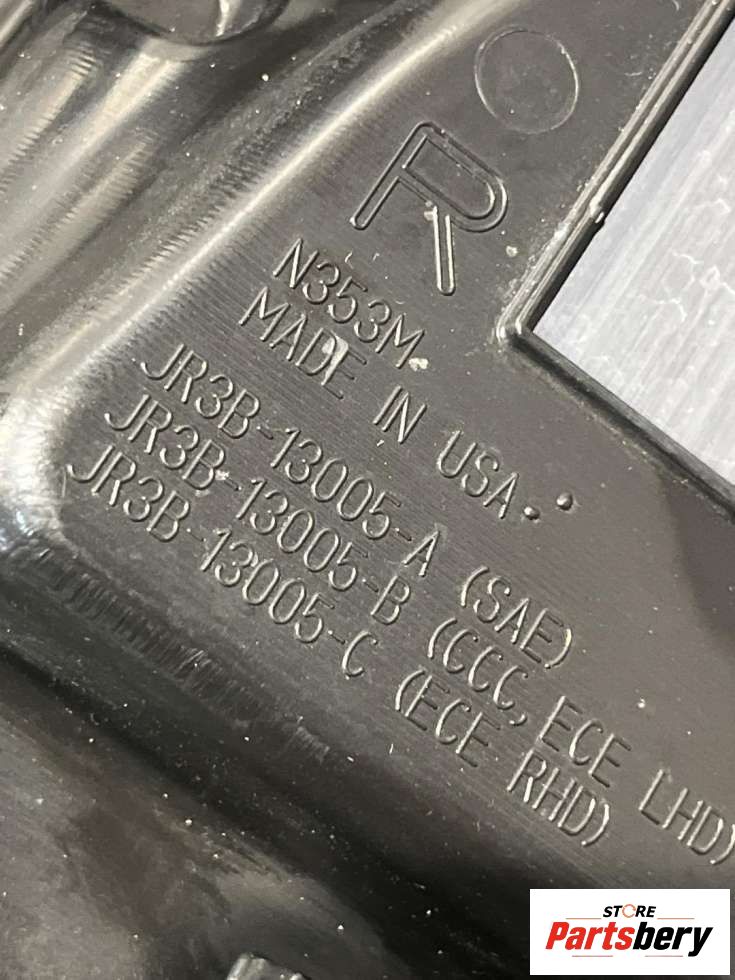 R
N353M
MADE IN USA
JR3B-13005-A (SAE)
JR3B-13005-B (CCC, ECE LHD)
JR3B-13005-C (ECE RHD)
STORE
Partsbery